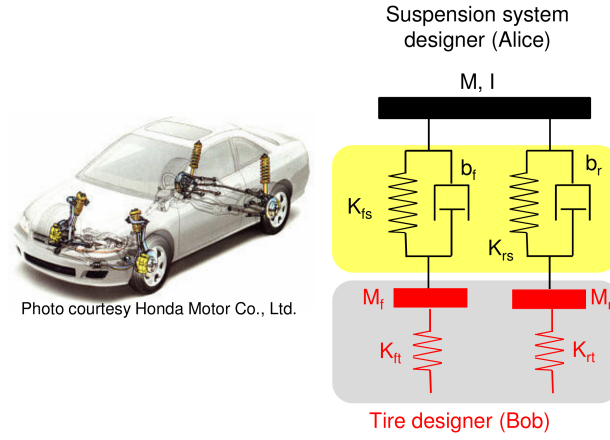 Suspension system
designer (Alice)
M, I
b_f
b_r
K_fs
K_rs
Photo courtesy Honda Motor Co., Ltd.
M_f
K_ft
K_rt
Tire designer (Bob)